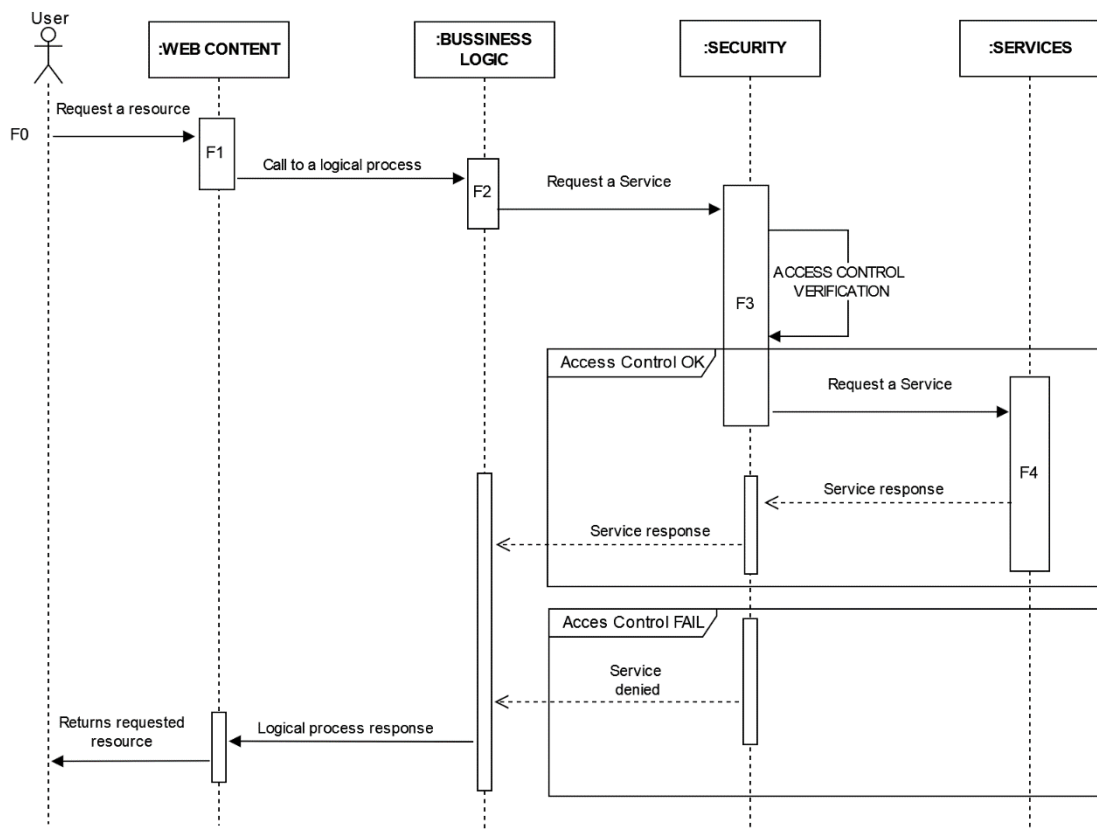 User
:WEB CONTENT
:BUSSINESS
LOGIC
:SECURITY
:SERVICES
Request a resource
F0
F1
Call to a logical process
F2
Request a Service
ACCESS CONTROL
VERIFICATION
F3
Access Control OK
Request a Service
F4
Service response
Service response
Acces Control FAIL
Service
denied
Logical process response
Returns requested
resource